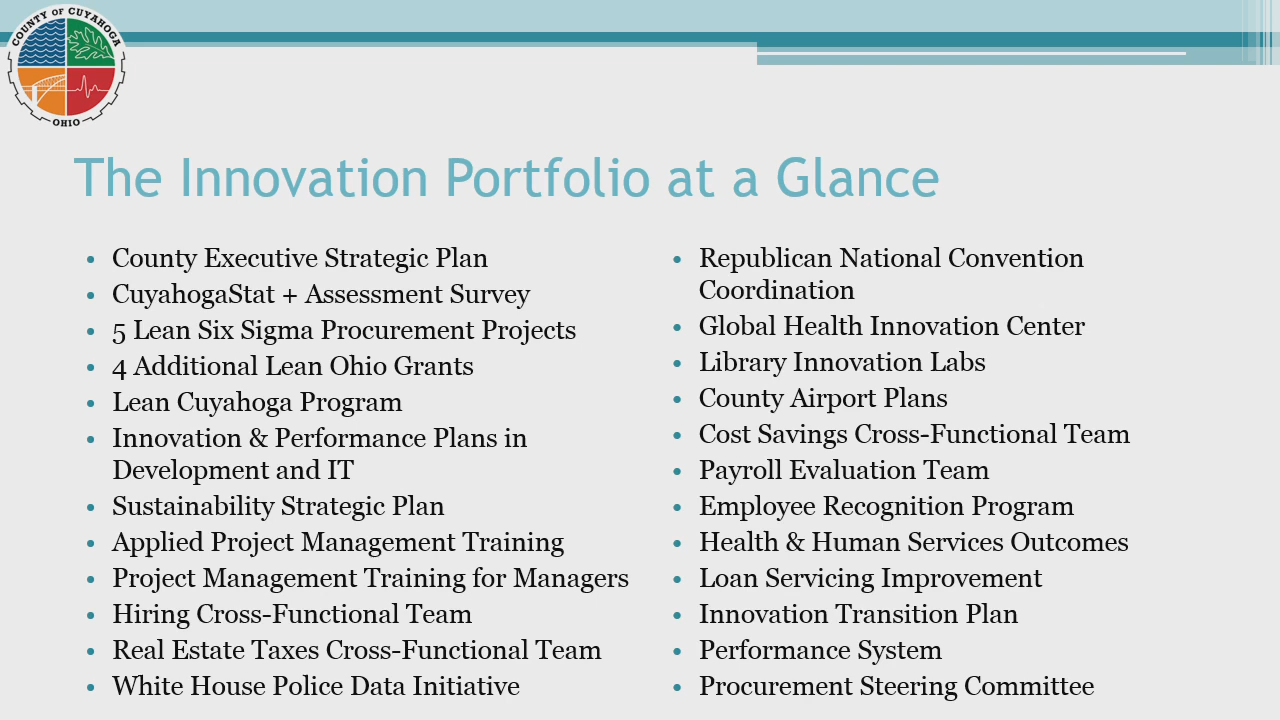 COUNTY OF CUYAHOGA
OHIO
The Innovation Portfolio at a Glance
• County Executive Strategic Plan
• CuyahogaStat + Assessment Survey
• 5 Lean Six Sigma Procurement Projects
• 4 Additional Lean Ohio Grants
• Lean Cuyahoga Program
• Innovation & Performance Plans in
Development and IT
• Sustainability Strategic Plan
• Applied Project Management Training
• Project Management Training for Managers
• Hiring Cross-Functional Team
• Real Estate Taxes Cross-Functional Team
• White House Police Data Initiative
• Republican National Convention
Coordination
• Global Health Innovation Center
• Library Innovation Labs
• County Airport Plans
• Cost Savings Cross-Functional Team
• Payroll Evaluation Team
• Employee Recognition Program
• Health & Human Services Outcomes
• Loan Servicing Improvement
• Innovation Transition Plan
• Performance System
• Procurement Steering Committee